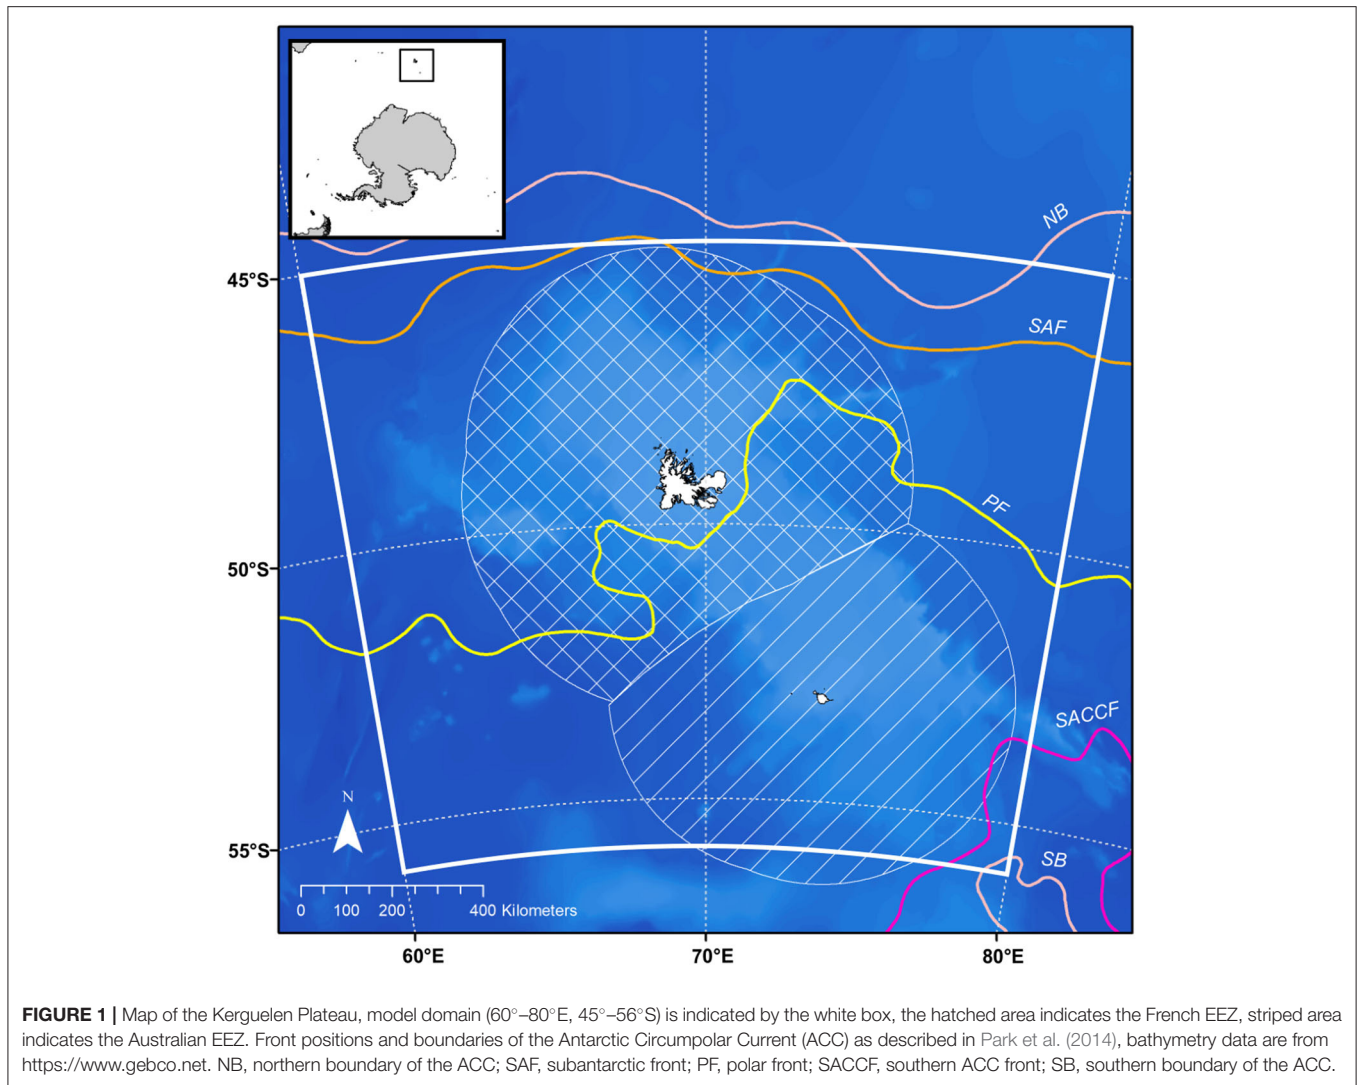 NB
45°S
SAF
PF
50°S
SACCF
N
55°S
SB
0 100 200 400 Kilometers
60°E 70°E 80°E
FIGURE 1 | Map of the Kerguelen Plateau, model domain (60°–80°E, 45°–56°S) is indicated by the white box, the hatched area indicates the French EEZ, striped area
indicates the Australian EEZ. Front positions and boundaries of the Antarctic Circumpolar Current (ACC) as described in Park et al. (2014), bathymetry data are from
https://www.gebco.net. NB, northern boundary of the ACC; SAF, subantarctic front; PF, polar front; SACCF, southern ACC front; SB, southern boundary of the ACC.